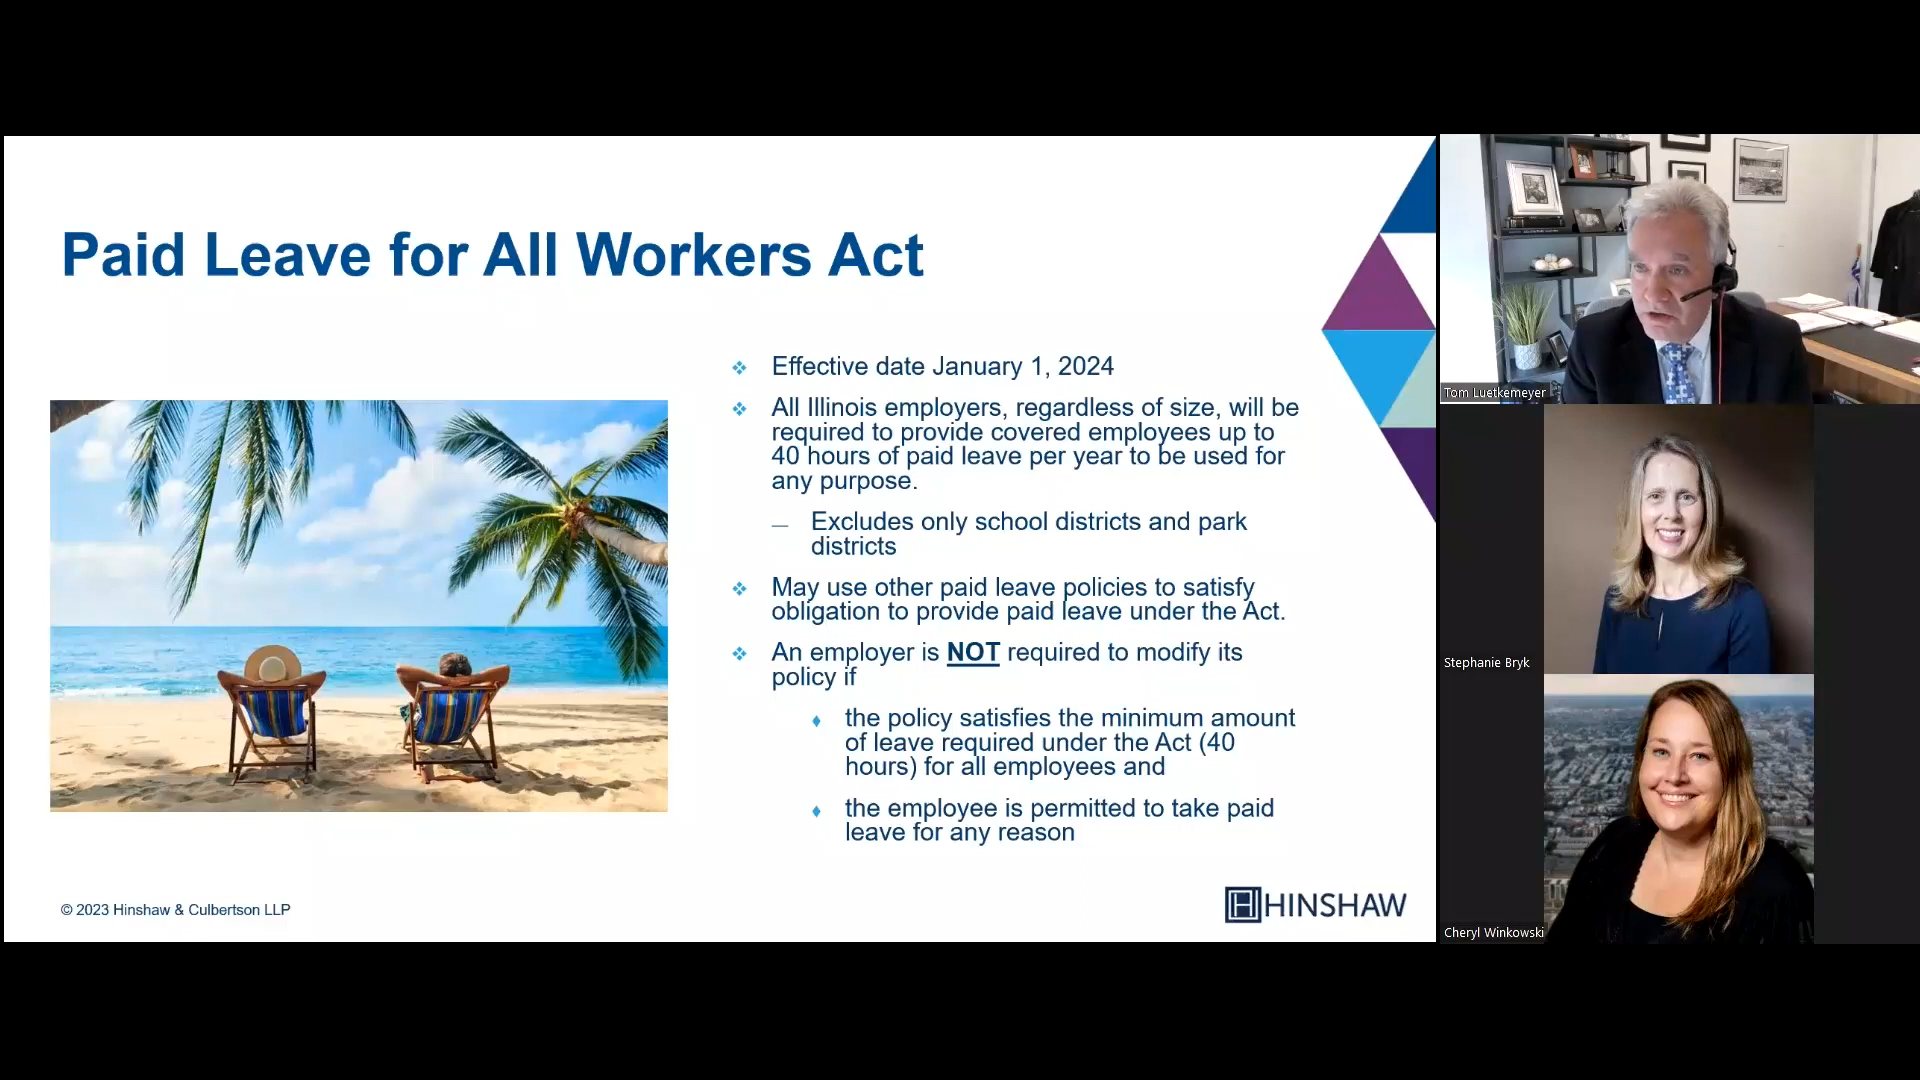 Paid Leave for All Workers Act
Effective date January 1, 2024
All Illinois employers, regardless of size, will be
required to provide covered employees up to
40 hours of paid leave per year to be used for
any purpose.
— Excludes only school districts and park
districts
May use other paid leave policies to satisfy
obligation to provide paid leave under the Act.
An employer is NOT required to modify its
policy if
the policy satisfies the minimum amount
of leave required under the Act (40
hours) for all employees and
the employee is permitted to take paid
leave for any reason
© 2023 Hinshaw & Culbertson LLP
HINSHAW
Tom Luetkemeyer
Stephanie Bryk
Cheryl Winkowski